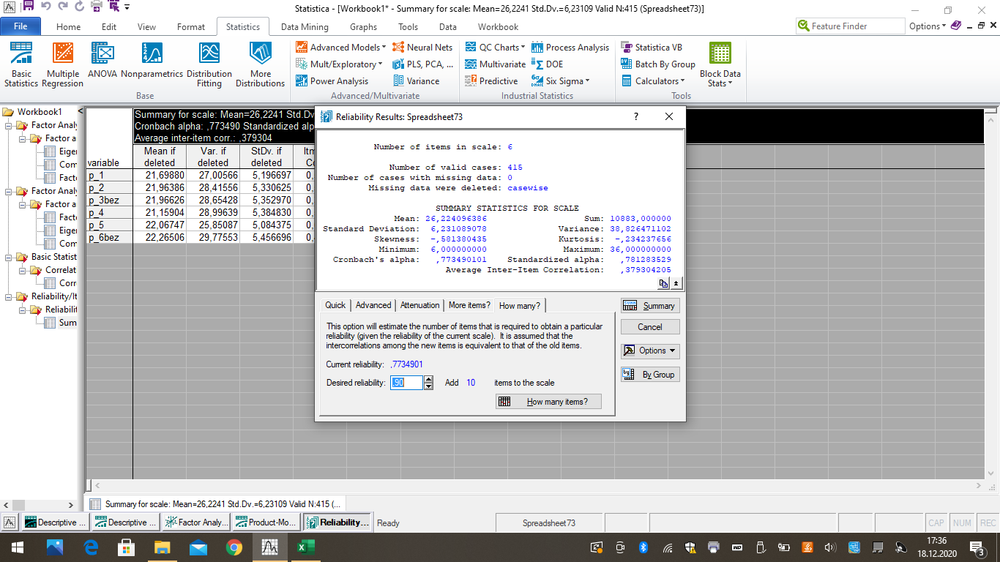 Statistica - [Workbook1* - Summary for scale: Mean=26,2241 Std.Dv.=6,23109 Valid N:415 (Spreadsheet73)]
File Home Edit View Format Statistics Data Mining Graphs Tools Data Workbook Feature Finder Options
Basic Statistics
Multiple Regression
ANOVA
Nonparametrics
Distribution Fitting
More Distributions
Base
Advanced Models
Neural Nets
Mult/Exploratory
PLS, PCA, ...
Power Analysis
Variance
Advanced/Multivariate
QC Charts
Process Analysis
Multivariate
DOE
Predictive
Six Sigma
Industrial Statistics
Statistica VB
Batch By Group
Calculators
Block Data Stats
Tools
Workbook1
Factor Analy
Factor a
Eige
Com
Facto
Factor Analy
Factor a
Facto
Eige
Com
Basic Statist
Correlat
Corr
Reliability/It
Reliabilit
Sum
Summary for scale: Mean=26,2241 Std.Dv
Cronbach alpha: ,773490 Standardized alp
Average inter-item corr.: ,379304
variable
Mean if deleted
Var. if deleted
StDv. if deleted
Itm
Co
p_1 21,69880 27,00566 5,196697 0,
p_2 21,96386 28,41556 5,330625 0,
p_3bez 21,96626 28,65428 5,352970 0,
p_4 21,15904 28,99639 5,384830 0,
p_5 22,06747 25,85087 5,084375 0,
p_6bez 22,26506 29,77553 5,456696 0,
Reliability Results: Spreadsheet73
Number of items in scale: 6
Number of valid cases: 415
Number of cases with missing data: 0
Missing data were deleted: casewise
SUMMARY STATISTICS FOR SCALE
Mean: 26,224096386 Sum: 10883,000000
Standard Deviation: 6,231089078 Variance: 38,826471102
Skewness: -,581380435 Kurtosis: -,234237656
Minimum: 6,000000000 Maximum: 36,000000000
Cronbach's alpha: ,773490101 Standardized alpha: ,781283529
Average Inter-Item Correlation: ,379304205
Quick Advanced Attenuation More items? How many?
This option will estimate the number of items that is required to obtain a particular
reliability (given the reliability of the current scale). It is assumed that the
intercorrelations among the new items is equivalent to that of the old items.
Current reliability: ,7734901
Desired reliability: ,90 Add 10 items to the scale
How many items?
Summary
Cancel
Options
By Group
Summary for scale: Mean=26,2241 Std.Dv.=6,23109 Valid N:415 (...
Descriptive ... Descriptive ... Factor Analy... Product-Mo... Reliability... Ready Spreadsheet73 CAP NUM REC
17:36
18.12.2020
3